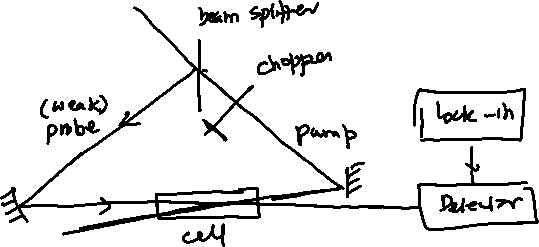 beam splitter
chopper
(weak)
probe
pump
lock-in
Detector
cell